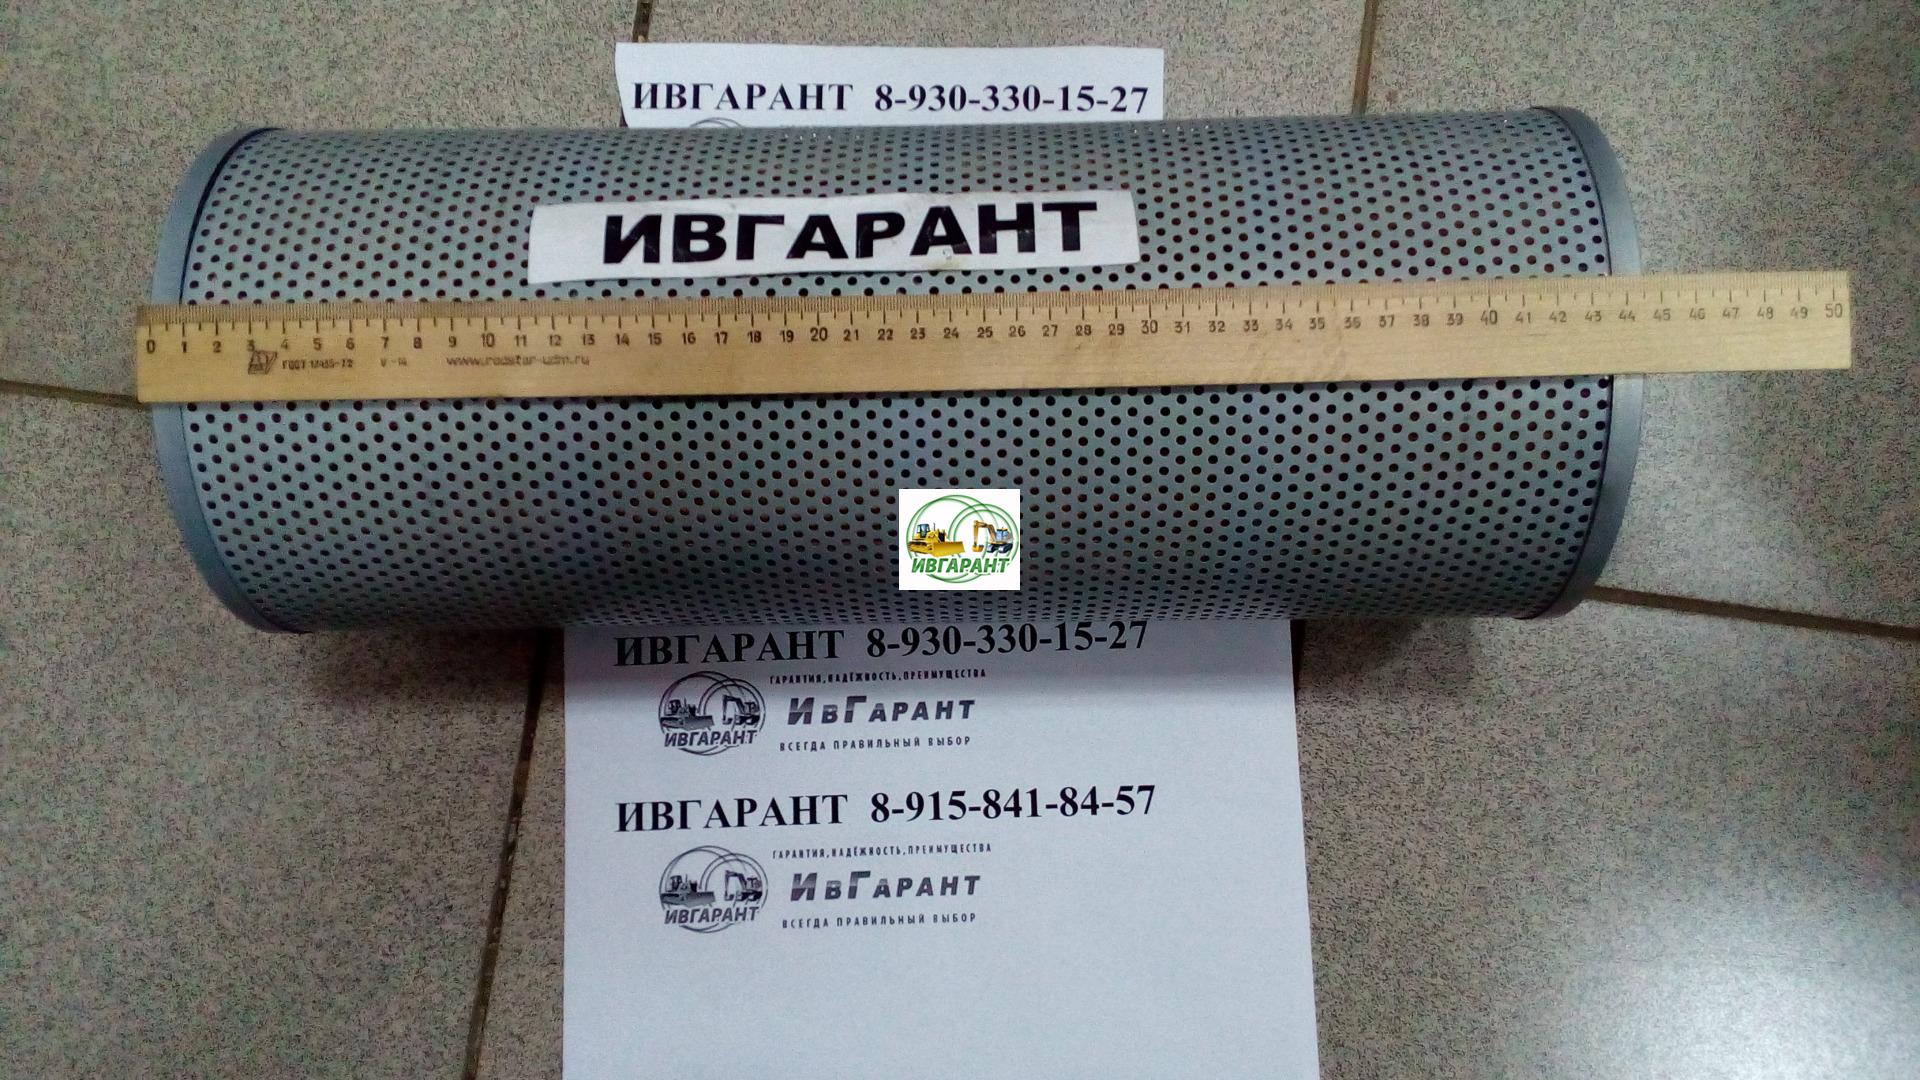 ИВГАРАНТ 8-930-330-15-27
ИВГАРАНТ
0 1 2 3 4 5 6 7 8 9 10 11 12 13 14 15 16 17 18 19 20 21 22 23 24 25 26 27 28 29 30 31 32 33 34 35 36 37 38 39 40 41 42 43 44 45 46 47 48 49 50
ИВГАРАНТ
ИВГАРАНТ 8-930-330-15-27
ГАРАНТИЯ, НАДЁЖНОСТЬ, ПРЕИМУЩЕСТВА
ИВГАРАНТ
ИВГАРАНТ
ВСЕГДА ПРАВИЛЬНЫЙ ВЫБОР
ИВГАРАНТ 8-915-841-84-57
ГАРАНТИЯ, НАДЁЖНОСТЬ, ПРЕИМУЩЕСТВА
ИВГАРАНТ
ИВГАРАНТ
ВСЕГДА ПРАВИЛЬНЫЙ ВЫБОР